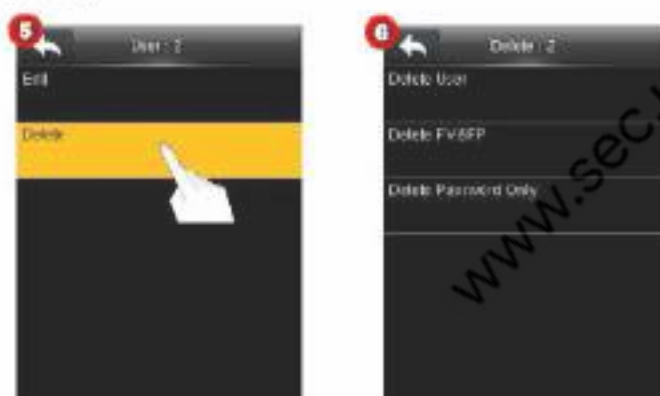 5
User : 2
Edit
Delete
6
Delete : 2
Delete User
Delete FV&FP
Delete Password Only
www.sec.